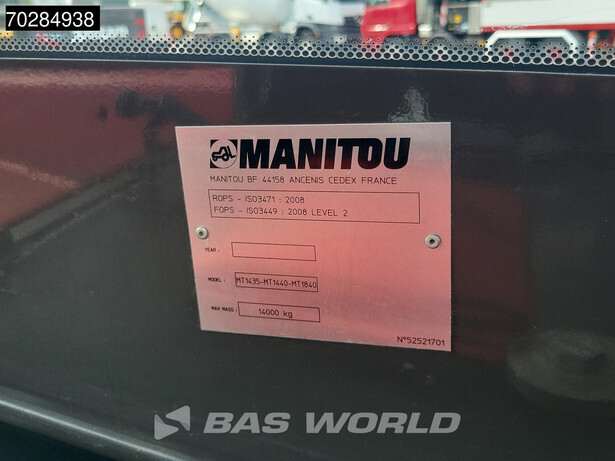 70284938
MANITOU
MANITOU BF 44158 ANCENIS CEDEX FRANCE
ROPS - ISO3471 : 2008
FOPS - ISO3449 : 2008 LEVEL 2
YEAR :
MODEL : MT1435-MT1440-MT1840
MAX MASS : 14000 kg
N°52521701
BAS WORLD